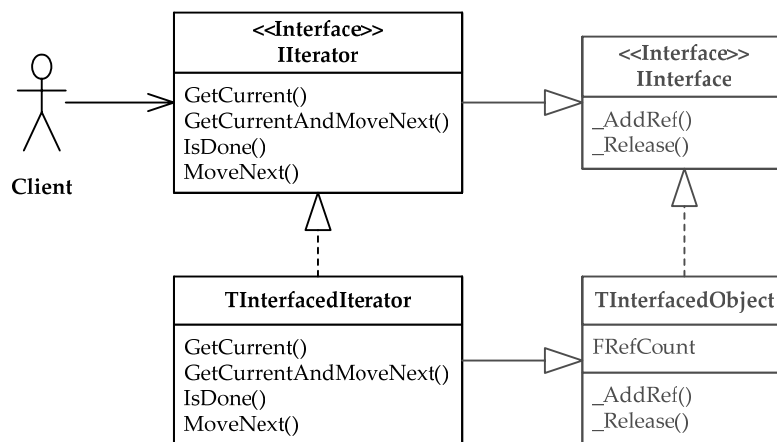 <<Interface>>
IIterator
GetCurrent()
GetCurrentAndMoveNext()
IsDone()
MoveNext()
<<Interface>>
IInterface
_AddRef()
_Release()
Client
TInterfacedIterator
GetCurrent()
GetCurrentAndMoveNext()
IsDone()
MoveNext()
TInterfacedObject
FRefCount
_AddRef()
_Release()